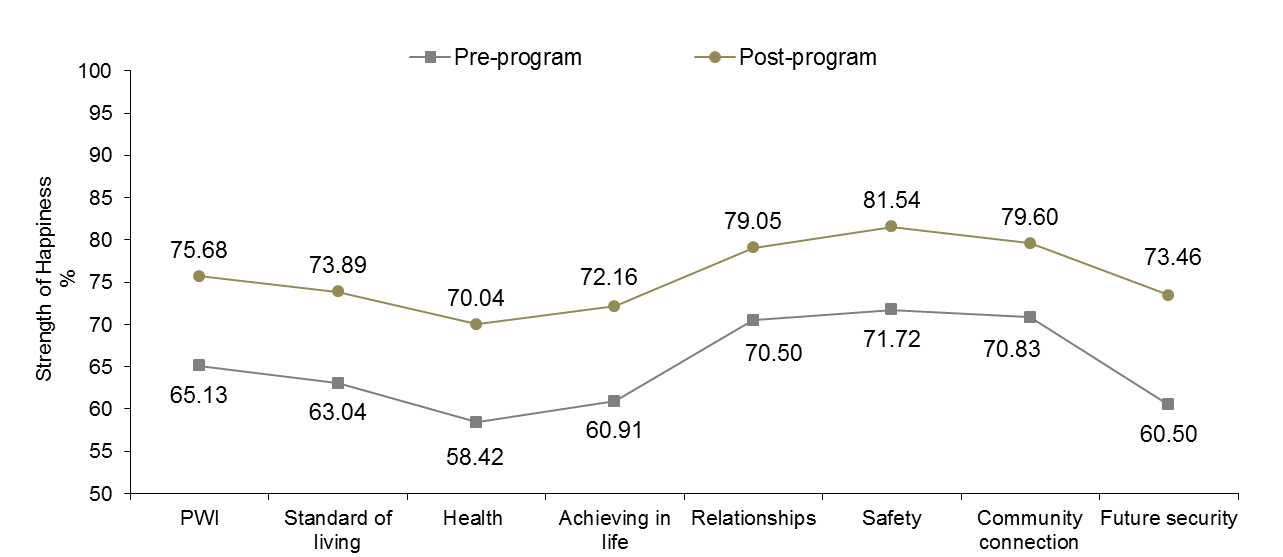 Pre-program
Post-program
Strength of Happiness
%
100
95
90
85
80
75
70
65
60
55
50
75.68
73.89
70.04
72.16
79.05
81.54
79.60
73.46
65.13
63.04
58.42
60.91
70.50
71.72
70.83
60.50
PWI
Standard of
living
Health
Achieving in
life
Relationships
Safety
Community
connection
Future security